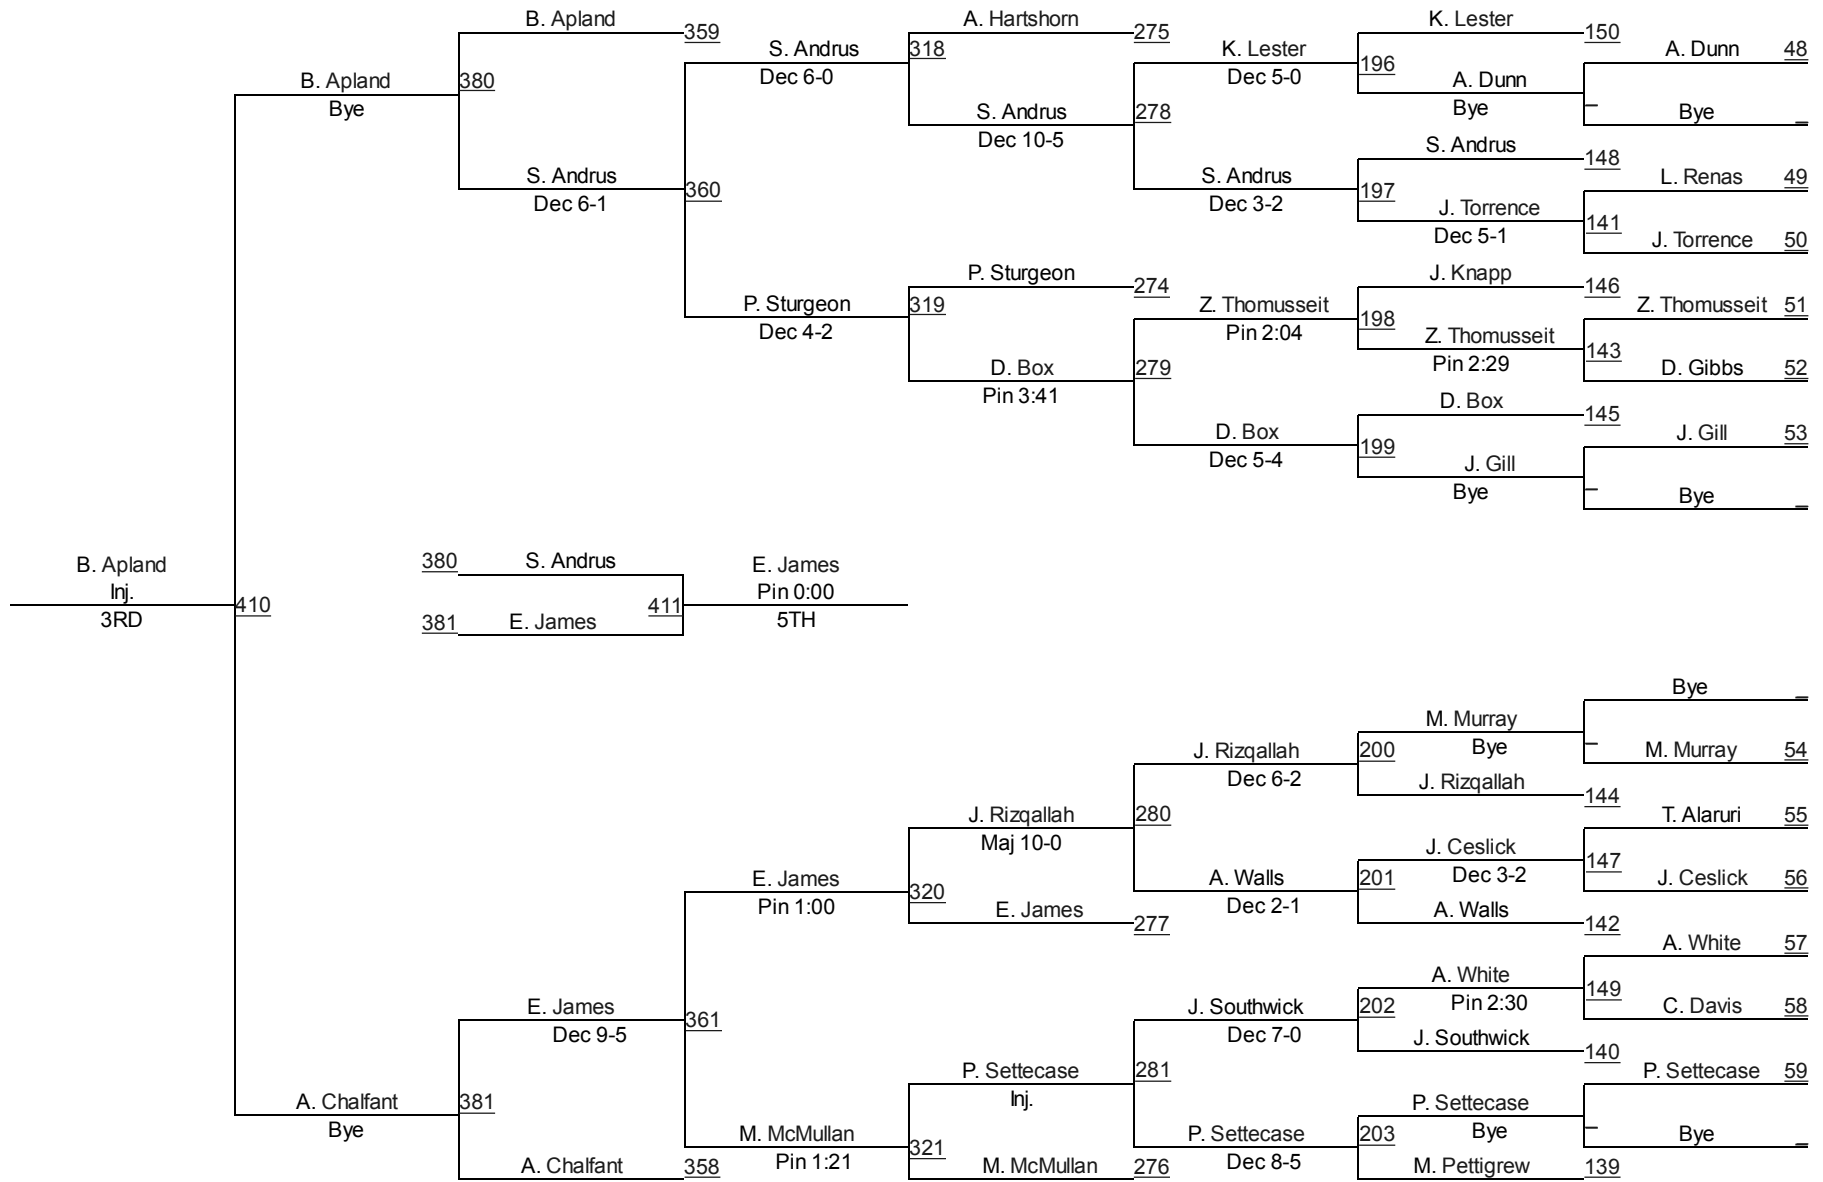 B. Apland
359
380
B. Apland
Bye
S. Andrus
Dec 6-1
360
S. Andrus
Dec 6-0
318
A. Hartshorn
275
S. Andrus
Dec 10-5
278
K. Lester
Dec 5-0
196
K. Lester
150
A. Dunn
Bye
A. Dunn 48
_
Bye _
S. Andrus
Dec 3-2
197
S. Andrus
148
J. Torrence
Dec 5-1
141
L. Renas 49
J. Torrence 50
P. Sturgeon
Dec 4-2
319
P. Sturgeon
274
D. Box
Pin 3:41
279
Z. Thomusseit
Pin 2:04
198
J. Knapp
146
Z. Thomusseit
Pin 2:29
143
Z. Thomusseit 51
D. Gibbs 52
D. Box
Dec 5-4
199
D. Box
145
J. Gill
Bye
J. Gill 53
_
Bye _
B. Apland
Inj.
3RD
410
380 S. Andrus
381 E. James
411
E. James
Pin 0:00
5TH
A. Chalfant
Bye
381
E. James
Dec 9-5
361
A. Chalfant
358
E. James
Pin 1:00
320
J. Rizqallah
Maj 10-0
280
E. James
277
J. Rizqallah
Dec 6-2
200
M. Murray
Bye
Bye _
_
M. Murray 54
J. Rizqallah
144
A. Walls
Dec 2-1
201
J. Ceslick
Dec 3-2
147
T. Alaruri 55
J. Ceslick 56
A. Walls
142
M. McMullan
Pin 1:21
321
P. Settecase
Inj.
281
M. McMullan
276
J. Southwick
Dec 7-0
202
A. White
Pin 2:30
149
A. White 57
C. Davis 58
J. Southwick
140
P. Settecase
Dec 8-5
203
P. Settecase
Bye
P. Settecase 59
_
Bye _
M. Pettigrew
139